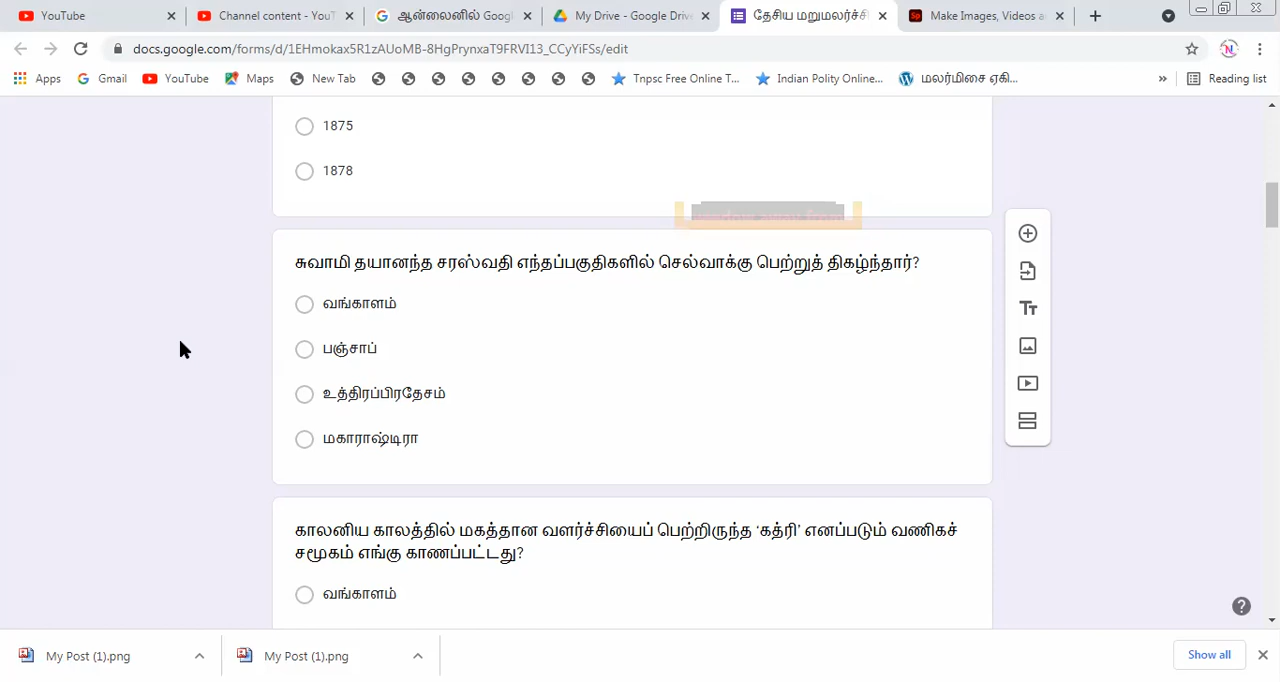 YouTube
Channel content - YouT
ஆன்லைனில் Googl
My Drive - Google Drive
தேசிய மறுமலர்ச்சி
Make Images, Videos a
docs.google.com/forms/d/1EHmokax5R1zAUoMB-8HgPrynxaT9FRVI13_CCyYiFSs/edit
Apps
Gmail
YouTube
Maps
New Tab
Tnpsc Free Online T...
Indian Polity Online...
மலர்மிசை ஏகி...
»
Reading list
1875
1878
சுவாமி தயானந்த சரஸ்வதி எந்தப்பகுதிகளில் செல்வாக்கு பெற்றுத் திகழ்ந்தார்?
வங்காளம்
பஞ்சாப்
உத்திரப்பிரதேசம்
மகாராஷ்டிரா
காலனிய காலத்தில் மகத்தான வளர்ச்சியைப் பெற்றிருந்த ‘கத்ரி’ எனப்படும் வணிகச்
சமூகம் எங்கு காணப்பட்டது?
வங்காளம்
My Post (1).png
My Post (1).png
Show all